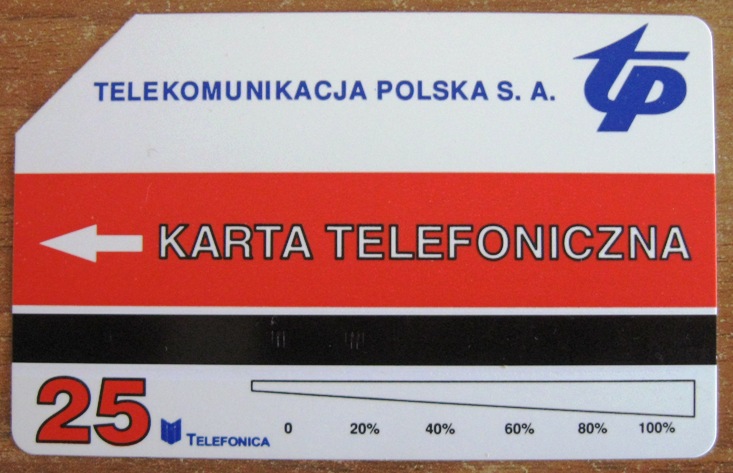 TELEKOMUNIKACJA POLSKA S. A.
tp
KARTA TELEFONICZNA
25 TELEFONICA
0 20% 40% 60% 80% 100%